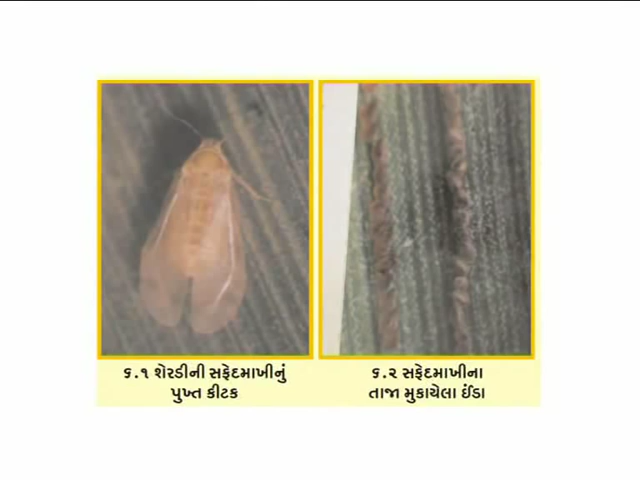 ૬.૧ શેરડીની સફેદમાખીનું
પુખ્ત કીટક
૬.૨ સફેદમાખીના
તાજા મુકાયેલા ઈંડા